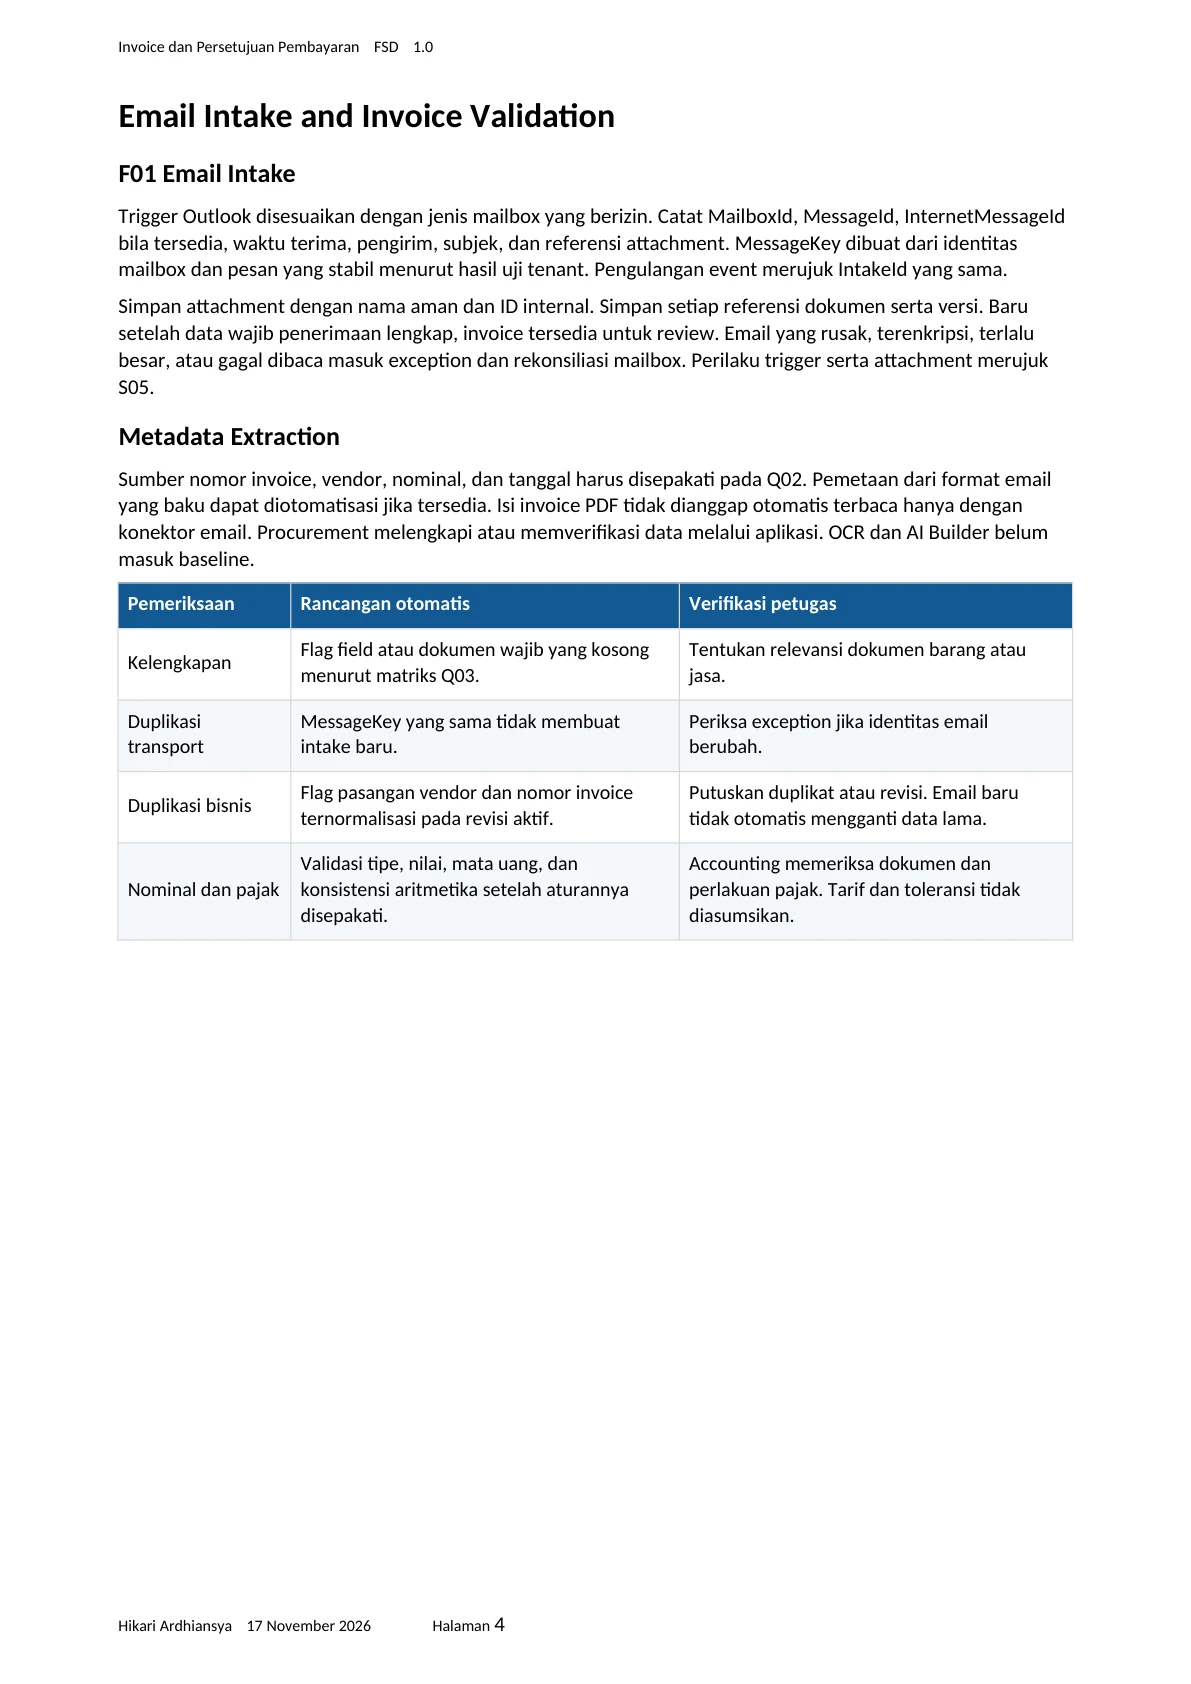 Invoice dan Persetujuan Pembayaran FSD 1.0
Email Intake and Invoice Validation
F01 Email Intake
Trigger Outlook disesuaikan dengan jenis mailbox yang berizin. Catat MailboxId, MessageId, InternetMessageId
bila tersedia, waktu terima, pengirim, subjek, dan referensi attachment. MessageKey dibuat dari identitas
mailbox dan pesan yang stabil menurut hasil uji tenant. Pengulangan event merujuk IntakeId yang sama.
Simpan attachment dengan nama aman dan ID internal. Simpan setiap referensi dokumen serta versi. Baru
setelah data wajib penerimaan lengkap, invoice tersedia untuk review. Email yang rusak, terenkripsi, terlalu
besar, atau gagal dibaca masuk exception dan rekonsiliasi mailbox. Perilaku trigger serta attachment merujuk
S05.
Metadata Extraction
Sumber nomor invoice, vendor, nominal, dan tanggal harus disepakati pada Q02. Pemetaan dari format email
yang baku dapat diotomatisasi jika tersedia. Isi invoice PDF tidak dianggap otomatis terbaca hanya dengan
konektor email. Procurement melengkapi atau memverifikasi data melalui aplikasi. OCR dan AI Builder belum
masuk baseline.
Pemeriksaan
Rancangan otomatis
Verifikasi petugas
Kelengkapan
Flag field atau dokumen wajib yang kosong
menurut matriks Q03.
Tentukan relevansi dokumen barang atau
jasa.
Duplikasi
transport
MessageKey yang sama tidak membuat
intake baru.
Periksa exception jika identitas email
berubah.
Duplikasi bisnis
Flag pasangan vendor dan nomor invoice
ternormalisasi pada revisi aktif.
Putuskan duplikat atau revisi. Email baru
tidak otomatis mengganti data lama.
Nominal dan pajak
Validasi tipe, nilai, mata uang, dan
konsistensi aritmetika setelah aturannya
disepakati.
Accounting memeriksa dokumen dan
perlakuan pajak. Tarif dan toleransi tidak
diasumsikan.
Hikari Ardhiansya 17 November 2026 Halaman 4